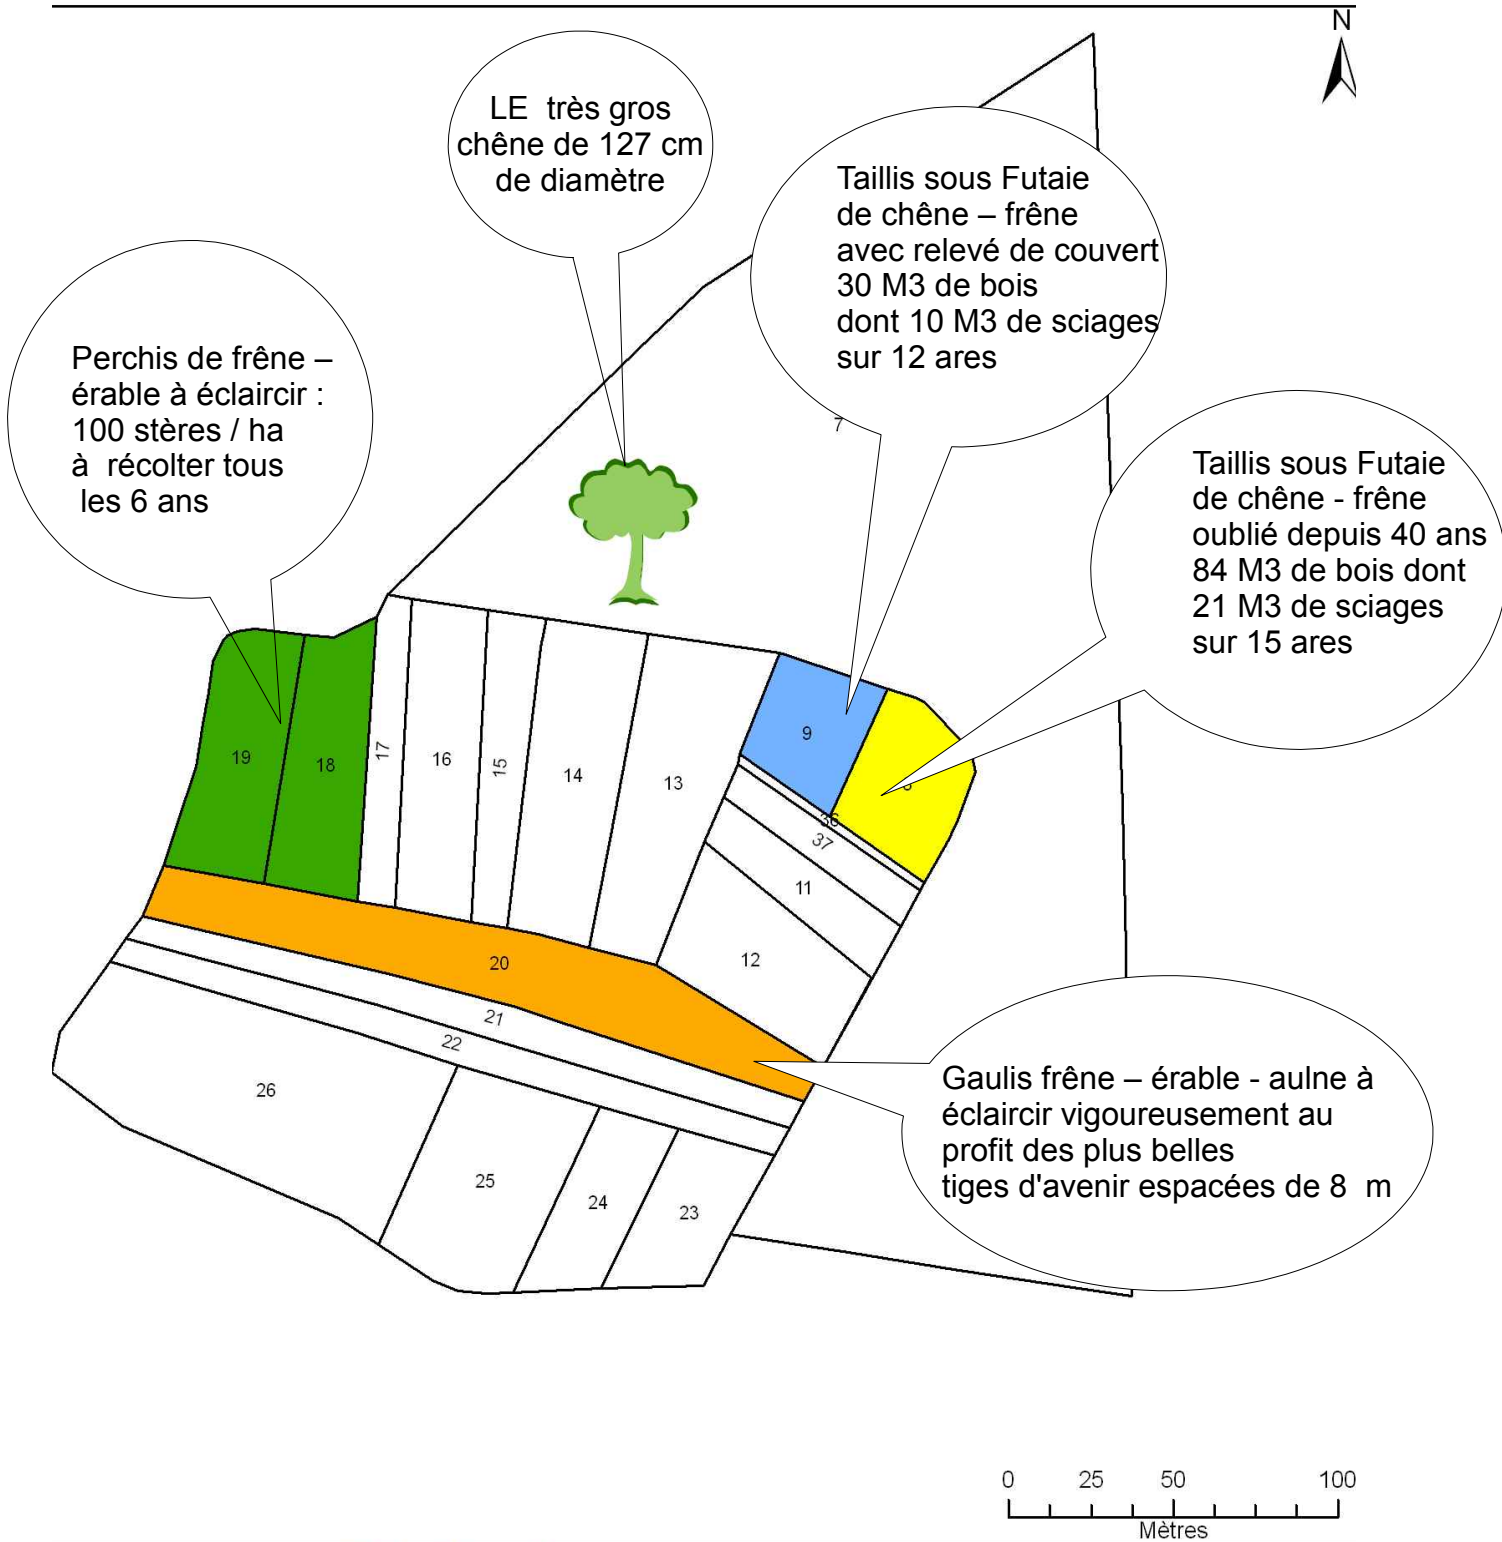 N
LE très gros
chêne de 127 cm
de diamètre
Taillis sous Futaie
de chêne – frêne
avec relevé de couvert
30 M3 de bois
dont 10 M3 de sciages
sur 12 ares
Perchis de frêne –
érable à éclaircir :
100 stères / ha
à récolter tous
les 6 ans
7
Taillis sous Futaie
de chêne - frêne
oublié depuis 40 ans
84 M3 de bois dont
21 M3 de sciages
sur 15 ares
19
18
17
16
15
14
13
9
36
37
11
12
20
21
22
26
25
24
23
Gaulis frêne – érable - aulne à
éclaircir vigoureusement au
profit des plus belles
tiges d'avenir espacées de 8 m
0 25 50 100
Mètres